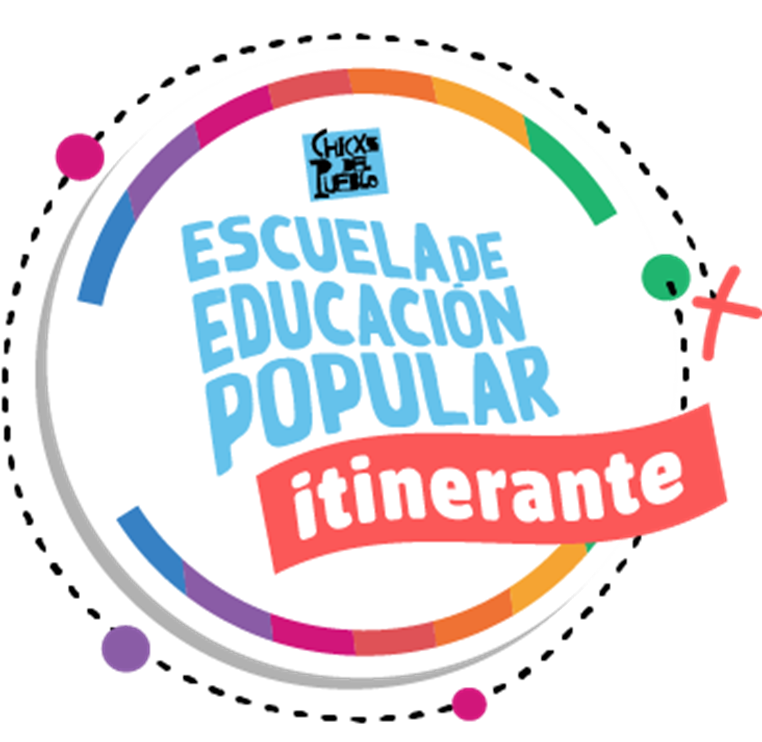 CHICXS
DEL
PUEBLO
ESCUELA DE
EDUCACIÓN
POPULAR
itinerante